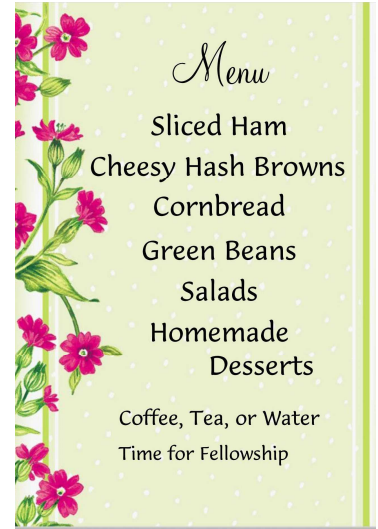 Menu
Sliced Ham
Cheesy Hash Browns
Cornbread
Green Beans
Salads
Homemade
Desserts
Coffee, Tea, or Water
Time for Fellowship